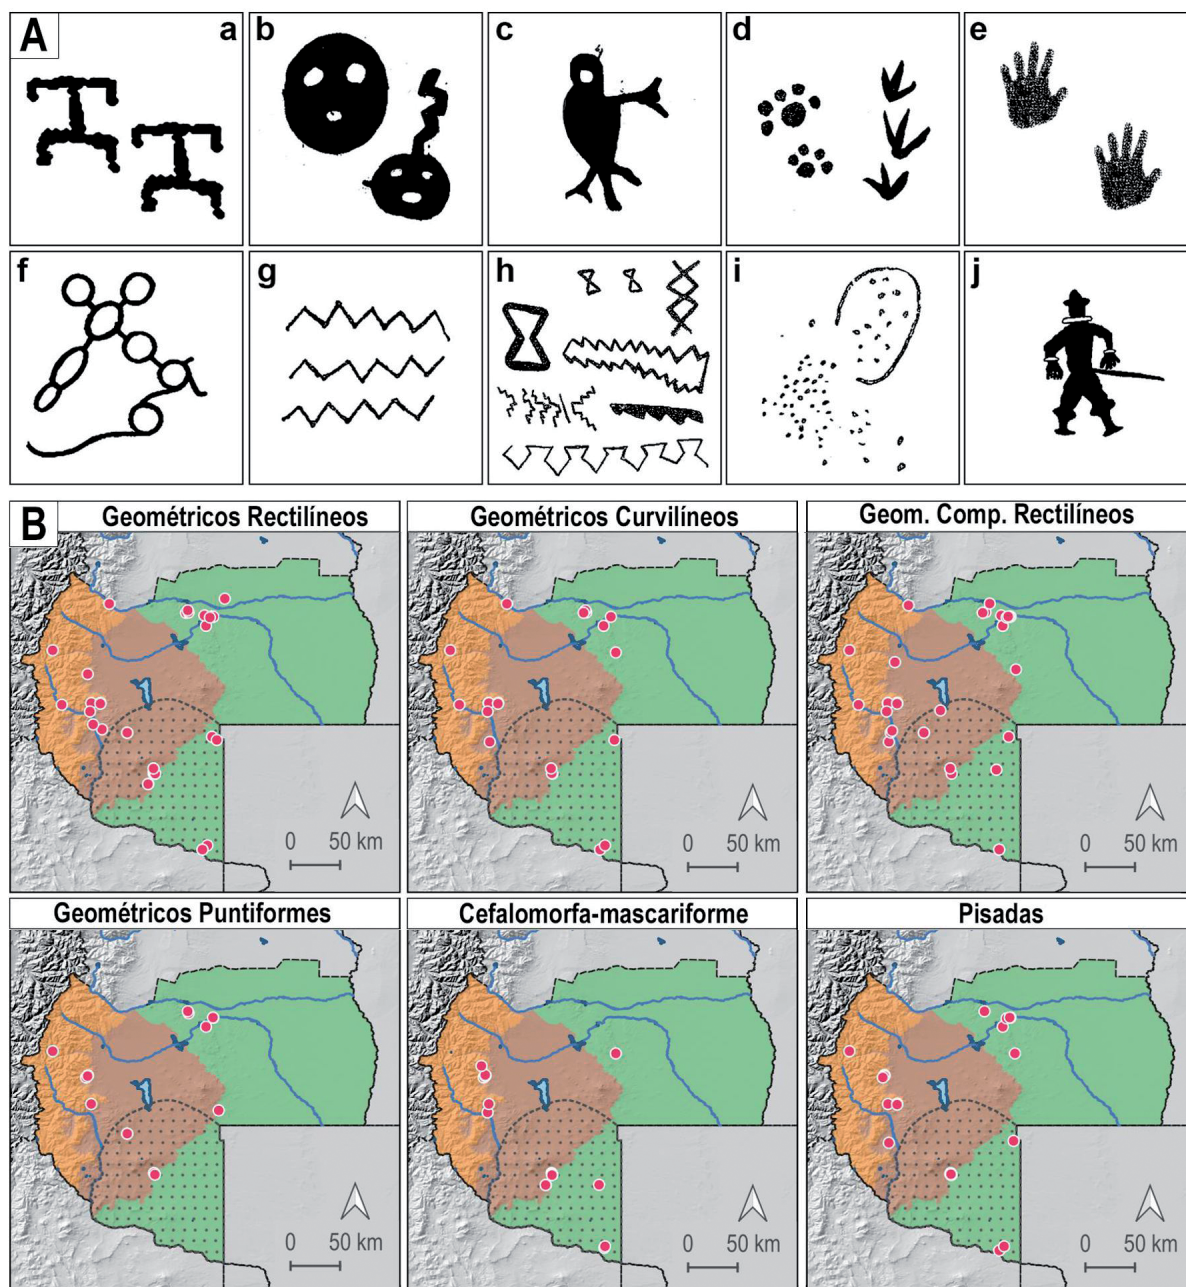 A
a
b
c
d
e
f
g
h
i
j
B
Geométricos Rectilíneos
Geométricos Curvilíneos
Geom. Comp. Rectilíneos
0 50 km
0 50 km
0 50 km
Geométricos Puntiformes
Cefalomorfa-mascariforme
Pisadas
0 50 km
0 50 km
0 50 km